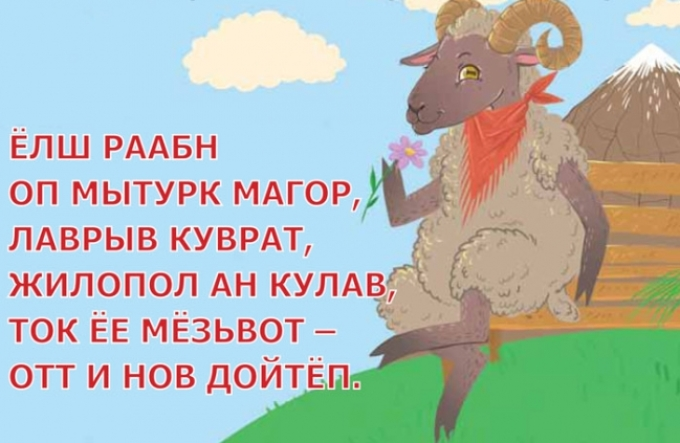 ЁЛШ РААБН
ОП МЫТУРК МАГОР,
ЛАВРЫВ КУВРАТ,
ЖИЛОПОЛ АН КУЛАВ,
ТОК ЁЕ МЁЗЬВОТ –
ОТТ И НОВ ДОЙТЁП.